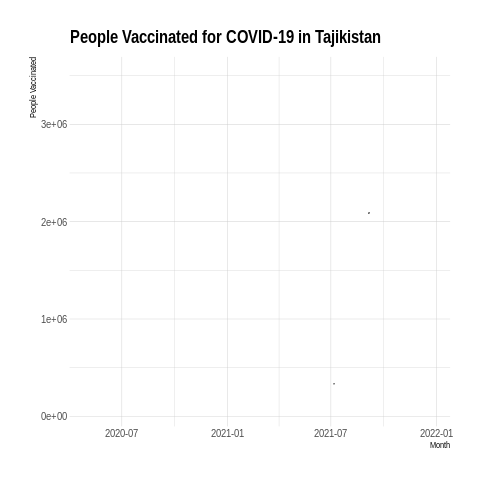 People Vaccinated for COVID-19 in Tajikistan
People Vaccinated
3e+06
2e+06
1e+06
0e+00
2020-07
2021-01
2021-07
2022-01
Month